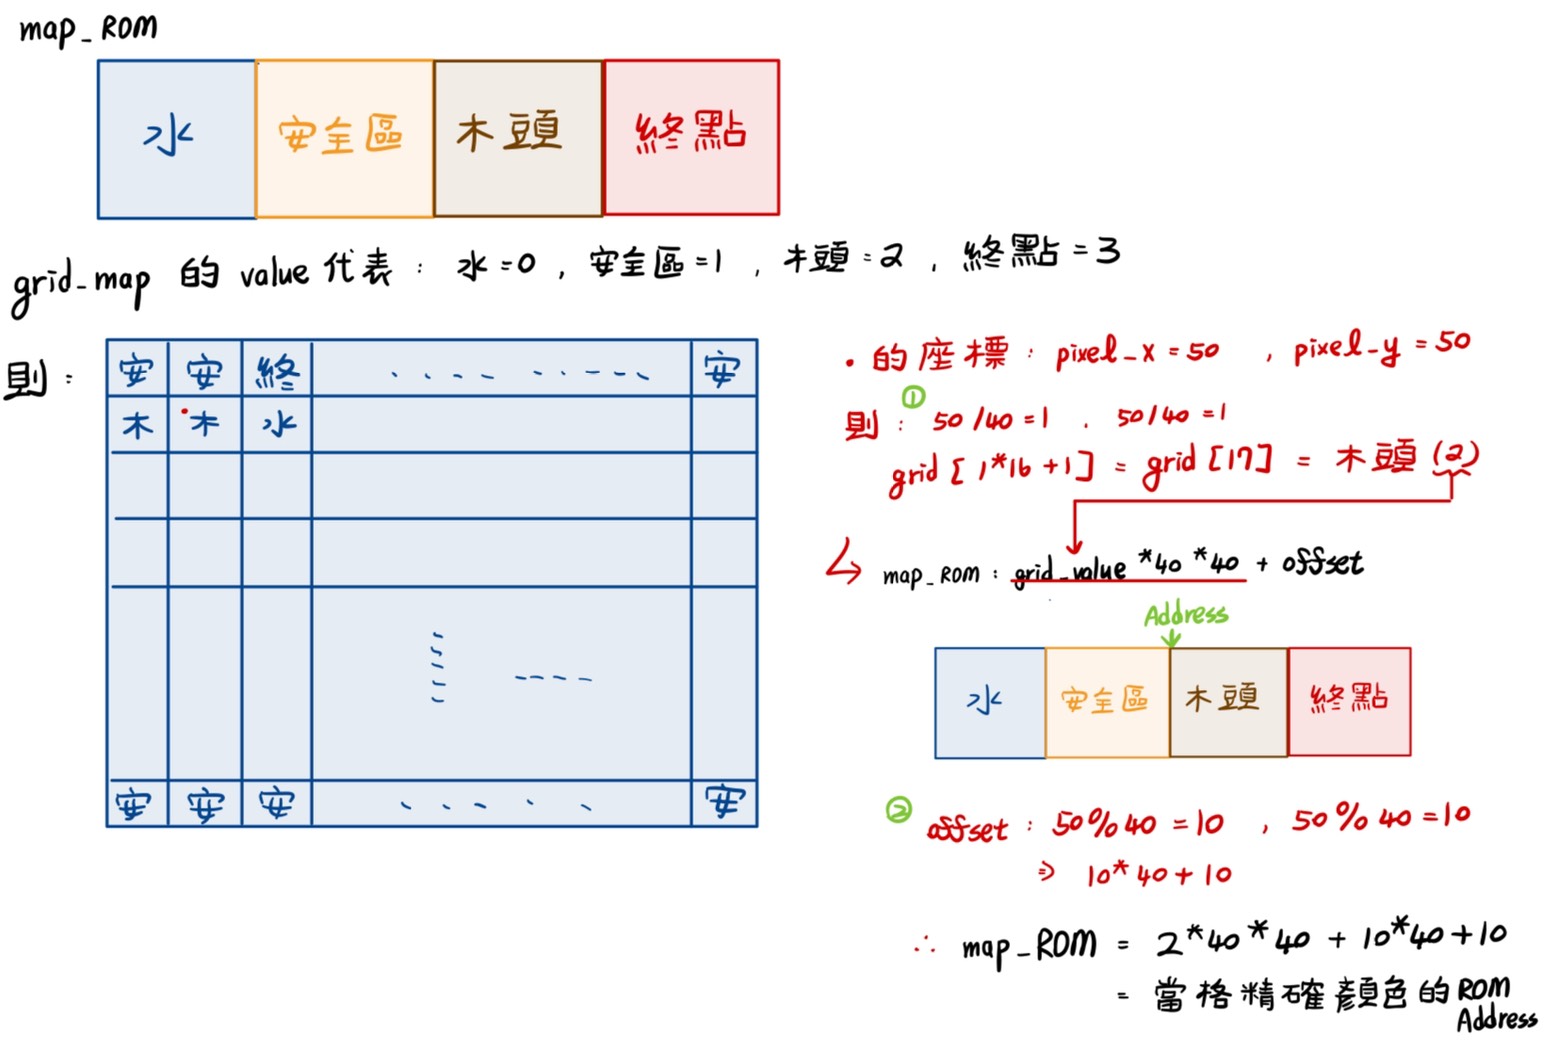 map_ROM
水 安全區 木頭 終點
grid_map 的 value 代表 : 水=0 , 安全區=1 , 木頭=2 , 終點=3
則 :
安 安 終 安
木 木 水
安 安 安 安
• 的座標 : pixel_x = 50 , pixel_y = 50
①
則 : 50/40=1 . 50/40=1
grid [ 1*16 +1] = grid [17] = 木頭 (2)
↳ map_ROM : grid_value *40 *40 + offset
Address
水 安全區 木頭 終點
② offset : 50%40 =10 , 50%40=10
⇒ 10*40+10
∴ map_ROM = 2*40*40 + 10*40+10
= 當格精確顏色的ROM
Address